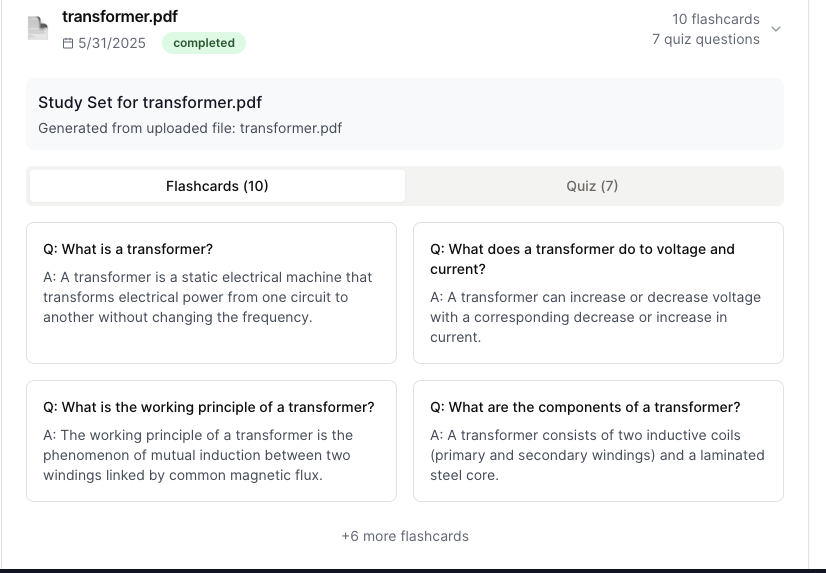 transformer.pdf
5/31/2025 completed
10 flashcards
7 quiz questions
Study Set for transformer.pdf
Generated from uploaded file: transformer.pdf
Flashcards (10) Quiz (7)
Q: What is a transformer?
A: A transformer is a static electrical machine that
transforms electrical power from one circuit to
another without changing the frequency.
Q: What does a transformer do to voltage and
current?
A: A transformer can increase or decrease voltage
with a corresponding decrease or increase in
current.
Q: What is the working principle of a transformer?
A: The working principle of a transformer is the
phenomenon of mutual induction between two
windings linked by common magnetic flux.
Q: What are the components of a transformer?
A: A transformer consists of two inductive coils
(primary and secondary windings) and a laminated
steel core.
+6 more flashcards